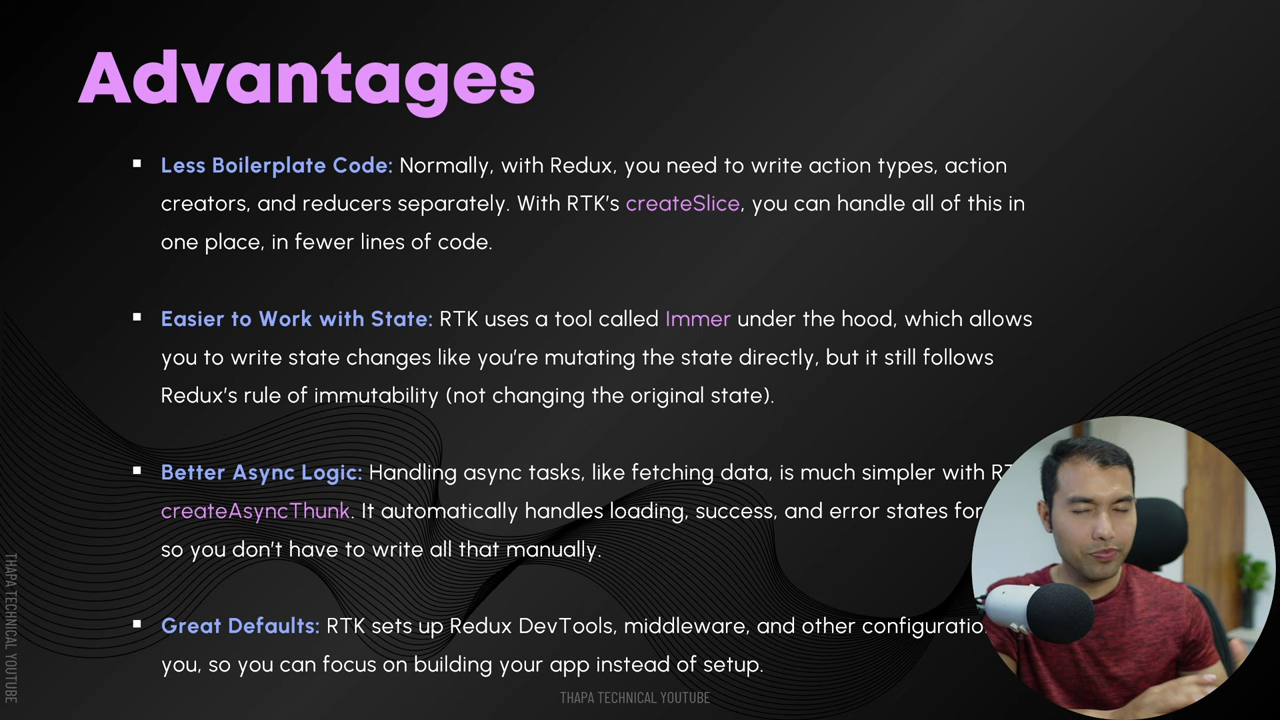 Advantages
Less Boilerplate Code: Normally, with Redux, you need to write action types, action
creators, and reducers separately. With RTK's createSlice, you can handle all of this in
one place, in fewer lines of code.
Easier to Work with State: RTK uses a tool called Immer under the hood, which allows
you to write state changes like you're mutating the state directly, but it still follows
Redux's rule of immutability (not changing the original state).
Better Async Logic: Handling async tasks, like fetching data, is much simpler with
createAsyncThunk. It automatically handles loading, success, and error states for
so you don't have to write all that manually.
Great Defaults: RTK sets up Redux DevTools, middleware, and other
you, so you can focus on building your app instead of setup.
THAPA TECHNICAL YOUTUBE
THAPA TECHNICAL YOUTUBE